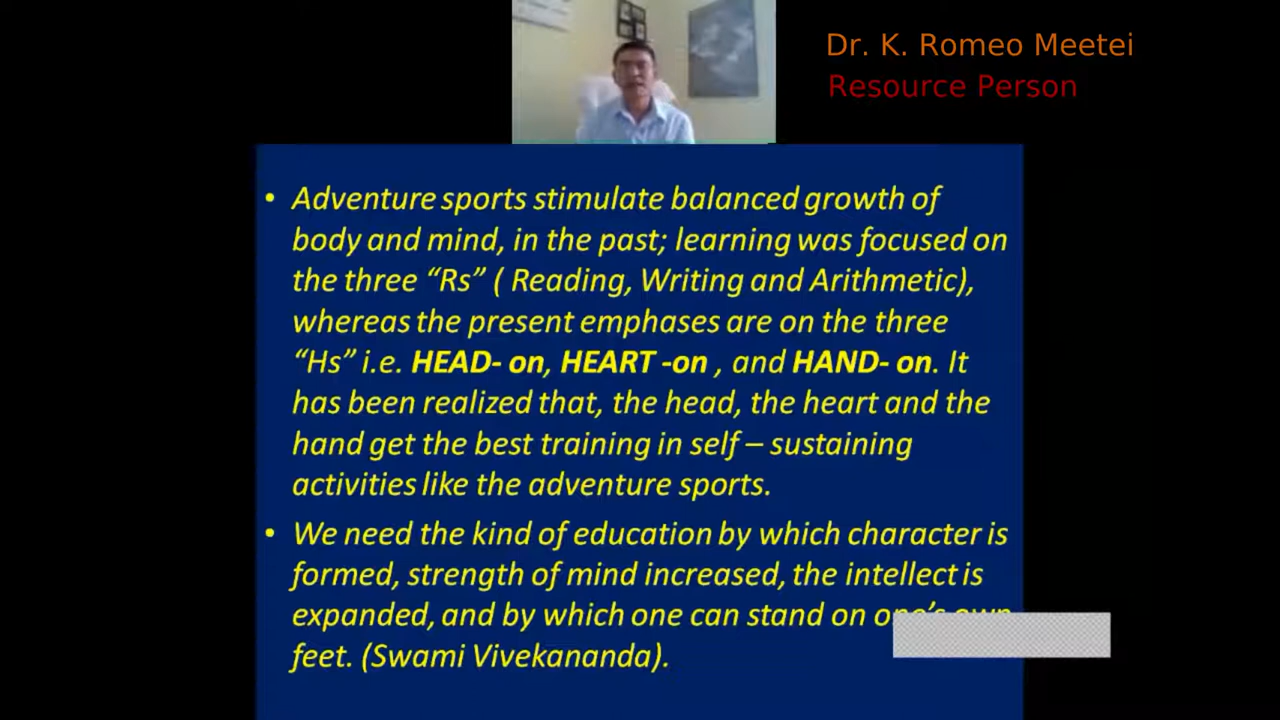 Dr. K. Romeo Meetei
Resource Person
• Adventure sports stimulate balanced growth of
body and mind, in the past; learning was focused on
the three “Rs” ( Reading, Writing and Arithmetic),
whereas the present emphases are on the three
“Hs” i.e. HEAD- on, HEART -on , and HAND- on. It
has been realized that, the head, the heart and the
hand get the best training in self – sustaining
activities like the adventure sports.
• We need the kind of education by which character is
formed, strength of mind increased, the intellect is
expanded, and by which one can stand on one’s own
feet. (Swami Vivekananda).